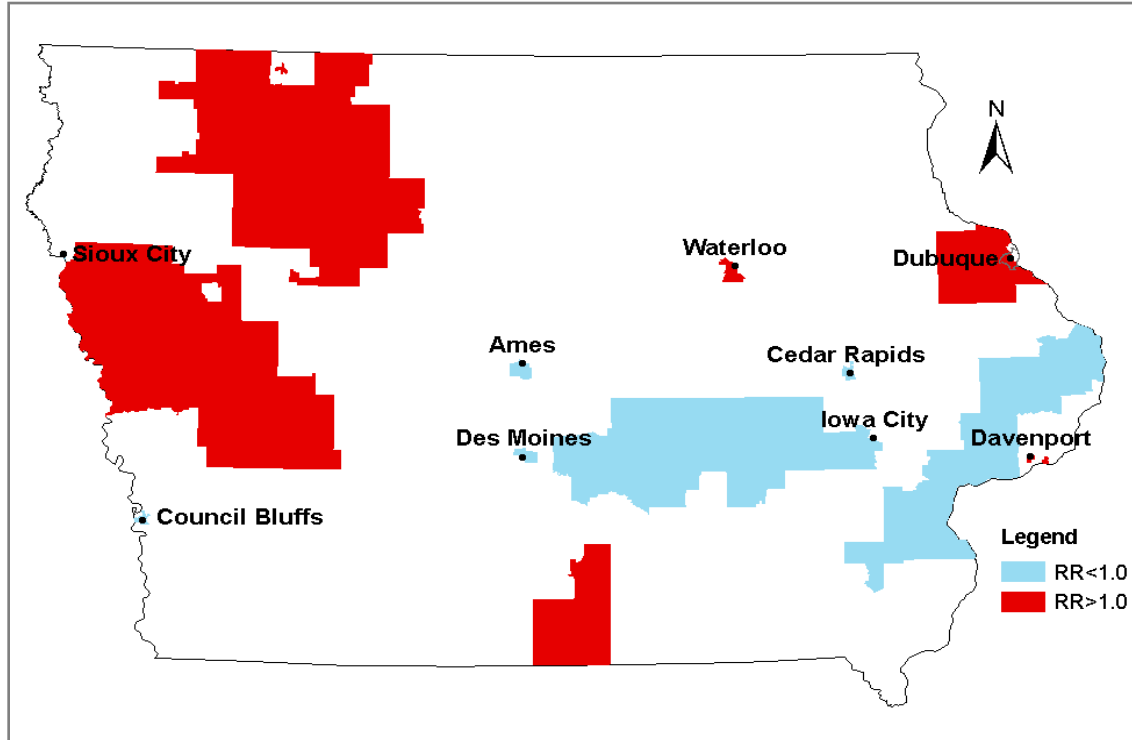 N
Sioux City
Waterloo
Dubuque
Ames
Cedar Rapids
Iowa City
Des Moines
Davenport
Council Bluffs
Legend
RR<1.0
RR>1.0